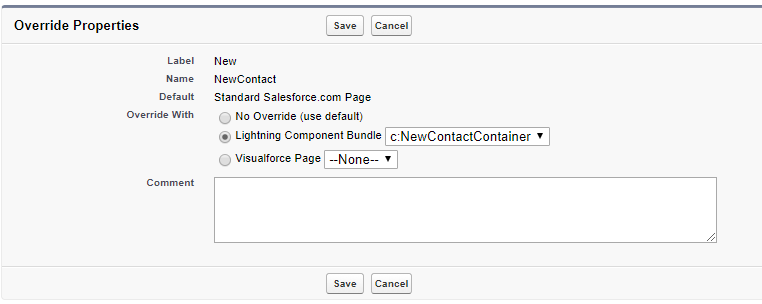 Override Properties Save Cancel
Label New
Name NewContact
Default Standard Salesforce.com Page
Override With No Override (use default)
Lightning Component Bundle c:NewContactContainer
Visualforce Page --None--
Comment
Save Cancel